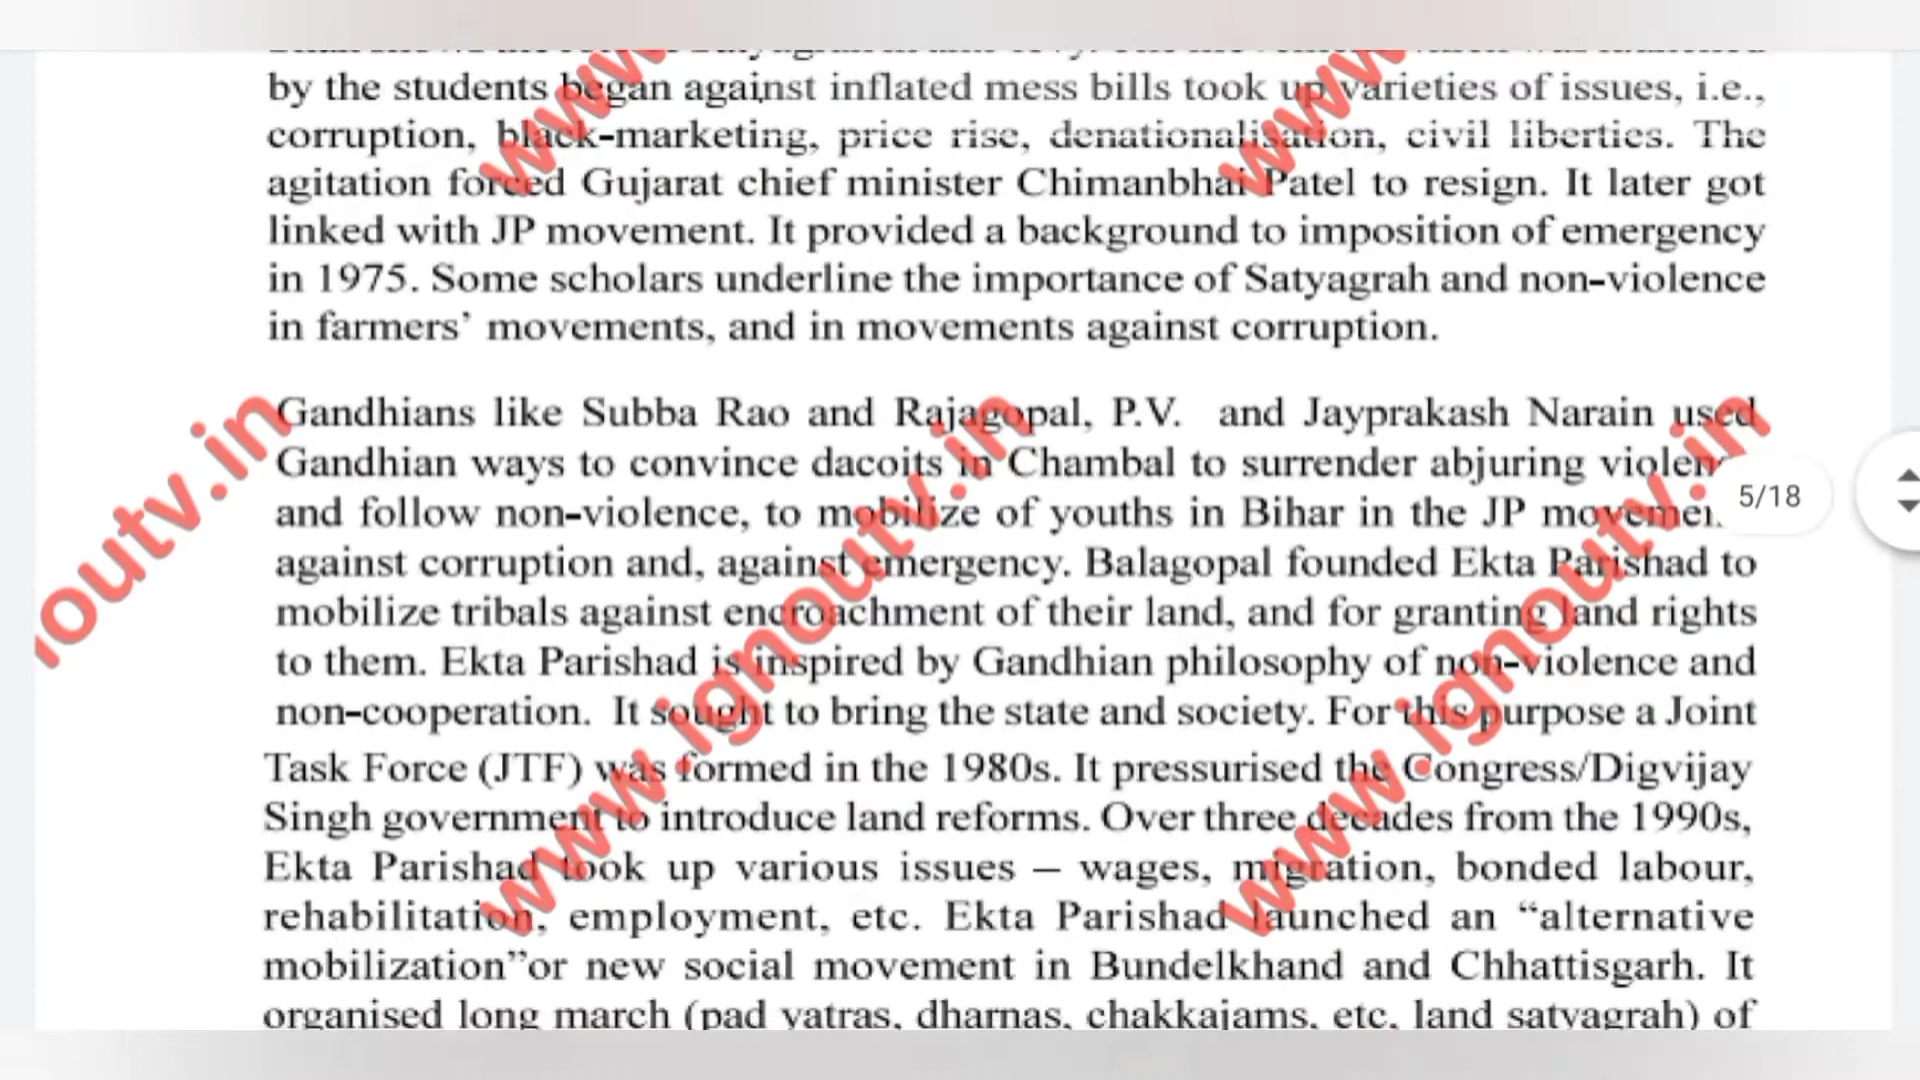 by the students began against inflated mess bills took up varieties of issues, i.e.,
corruption, black-marketing, price rise, denationalisation, civil liberties. The
agitation forced Gujarat chief minister Chimanbhai Patel to resign. It later got
linked with JP movement. It provided a background to imposition of emergency
in 1975. Some scholars underline the importance of Satyagrah and non-violence
in farmers’ movements, and in movements against corruption.
Gandhians like Subba Rao and Rajagopal, P.V. and Jayprakash Narain used
Gandhian ways to convince dacoits in Chambal to surrender abjuring
and follow non-violence, to mobilize of youths in Bihar in the JP
5/18
against corruption and, against emergency. Balagopal founded Ekta Parishad to
mobilize tribals against encroachment of their land, and for granting land rights
to them. Ekta Parishad is inspired by Gandhian philosophy of non-violence and
non-cooperation. It sought to bring the state and society. For this purpose a Joint
Task Force (JTF) was formed in the 1980s. It pressurised the Congress/Digvijay
Singh government to introduce land reforms. Over three decades from the 1990s,
Ekta Parishad took up various issues – wages, migration, bonded labour,
rehabilitation, employment, etc. Ekta Parishad launched an “alternative
mobilization”or new social movement in Bundelkhand and Chhattisgarh. It
organised long march (pad yatras, dharnas, chakkajams, etc, land satyagrah) of
www.ignoutv.in
www.ignoutv.in